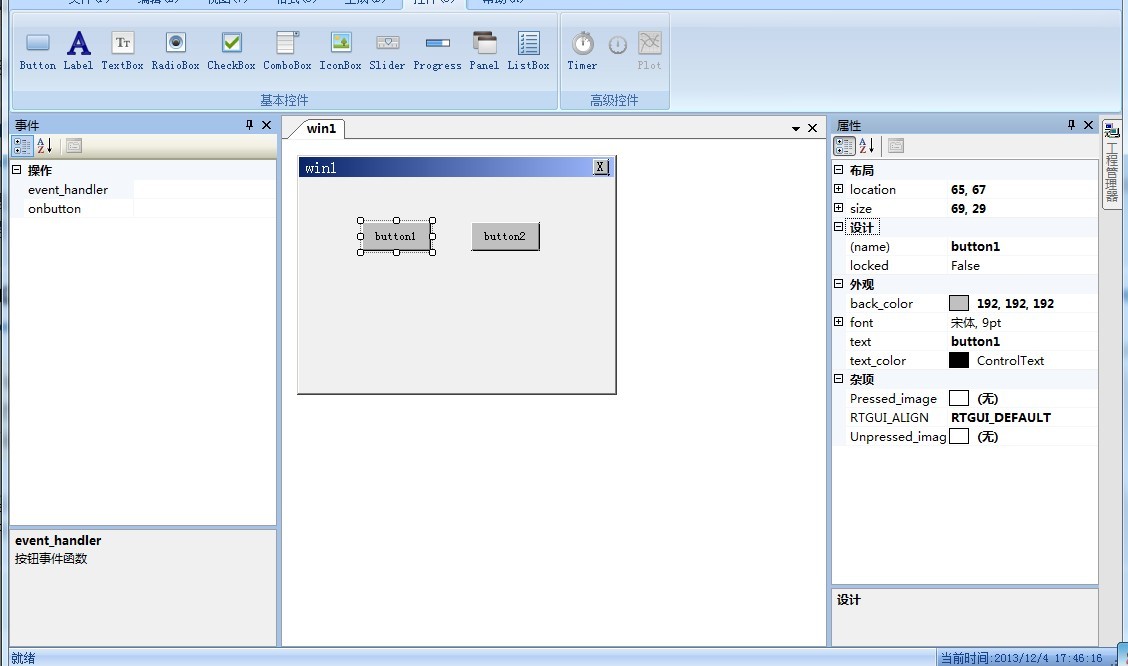 Button Label TextBox RadioBox CheckBox ComboBox IconBox Slider Progress Panel ListBox Timer Plot
基本控件 高级控件
事件
操作
event_handler
onbutton
event_handler
按钮事件函数
win1
win1 X
button1 button2
属性
布局
location 65, 67
size 69, 29
设计
(name) button1
locked False
外观
back_color 192, 192, 192
font 宋体, 9pt
text button1
text_color ControlText
杂项
Pressed_image (无)
RTGUI_ALIGN RTGUI_DEFAULT
Unpressed_imag (无)
设计
工程管理器
就绪 当前时间:2013/12/4 17:46:16